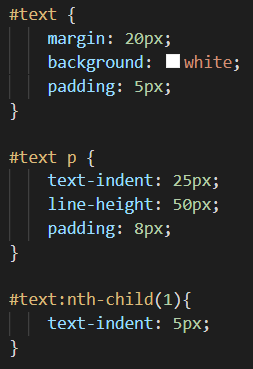 #text {
margin: 20px;
background: white;
padding: 5px;
}
#text p {
text-indent: 25px;
line-height: 50px;
padding: 8px;
}
#text:nth-child(1){
text-indent: 5px;
}